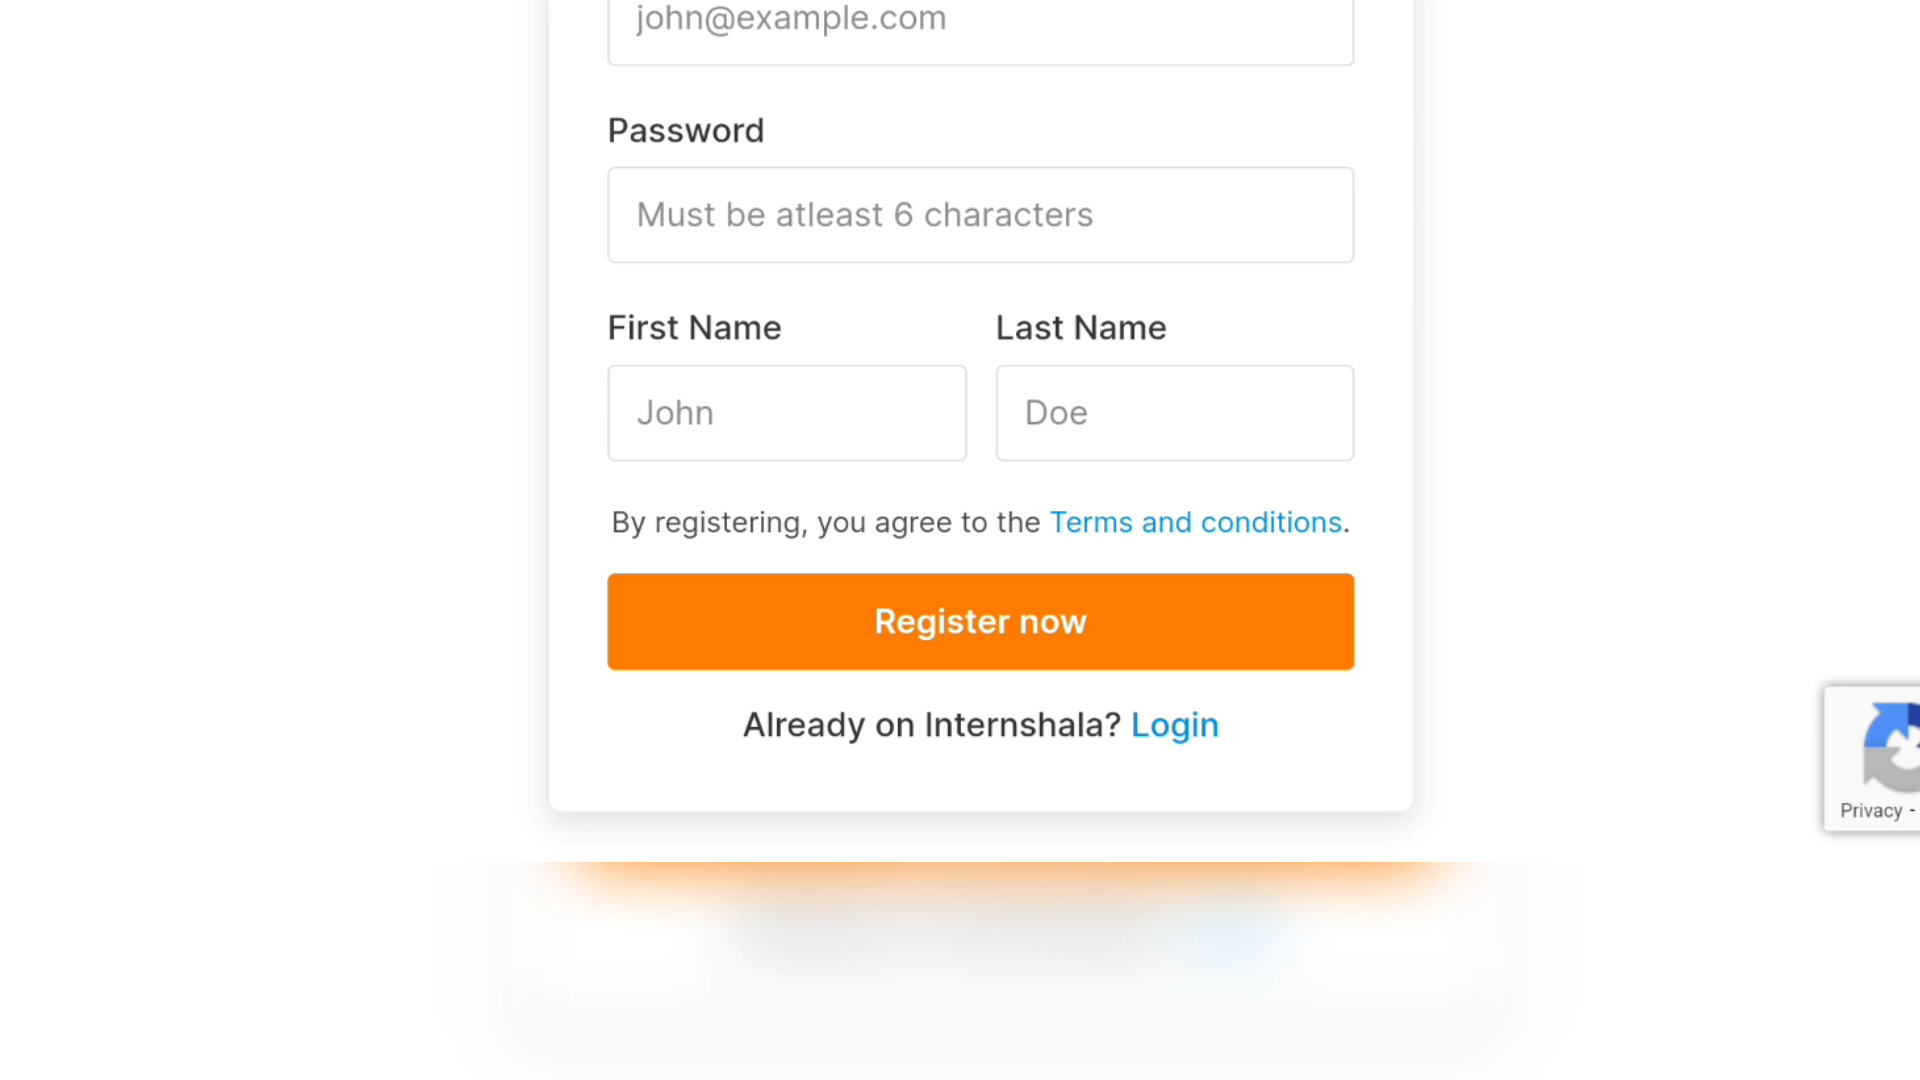 john@example.com
Password
Must be atleast 6 characters
First Name Last Name
John Doe
By registering, you agree to the Terms and conditions.
Register now
Already on Internshala? Login
Privacy -